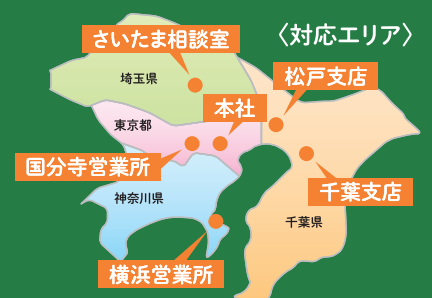 〈対応エリア〉
さいたま相談室
松戸支店
埼玉県
本社
東京都
国分寺営業所
千葉支店
神奈川県
千葉県
横浜営業所